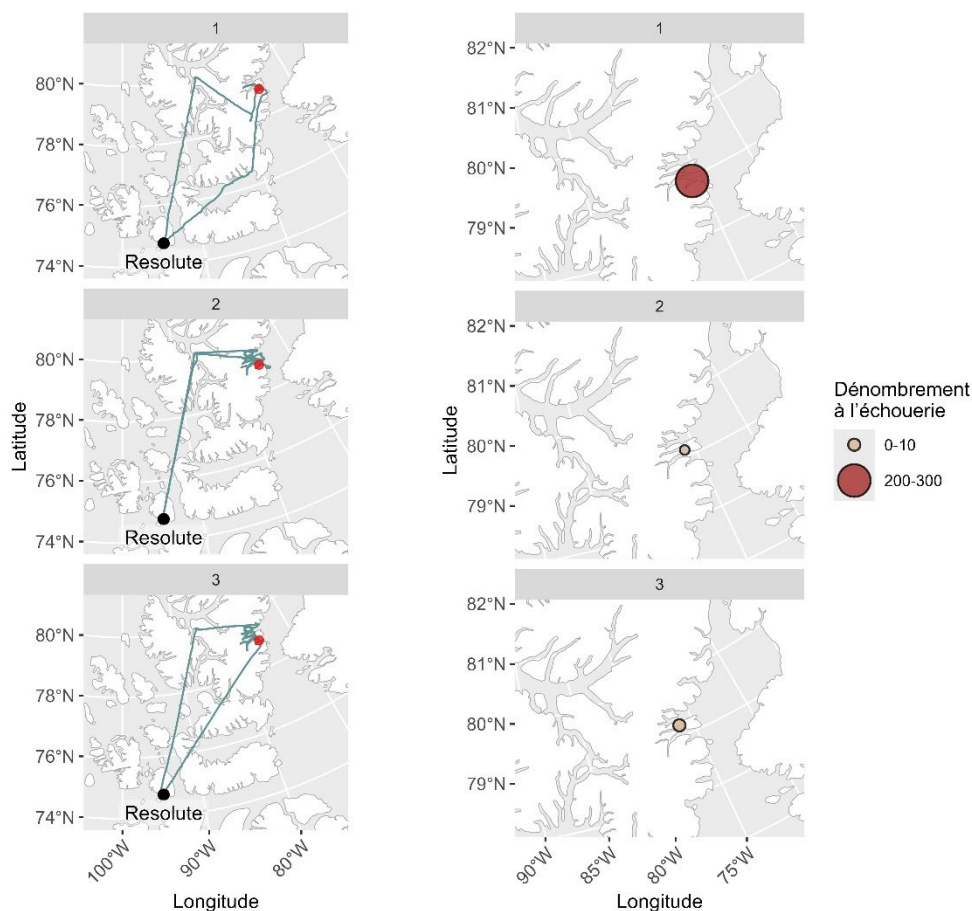 1
80°N
78°N
76°N
74°N
Resolute
2
80°N
78°N
76°N
74°N
Resolute
3
80°N
78°N
76°N
74°N
Resolute
100°W
90°W
80°W
Longitude
Latitude
1
82°N
81°N
80°N
79°N
2
82°N
81°N
80°N
79°N
3
82°N
81°N
80°N
79°N
90°W
85°W
80°W
75°W
Longitude
Latitude
Dénombrement
à l’échouerie
0-10
200-300